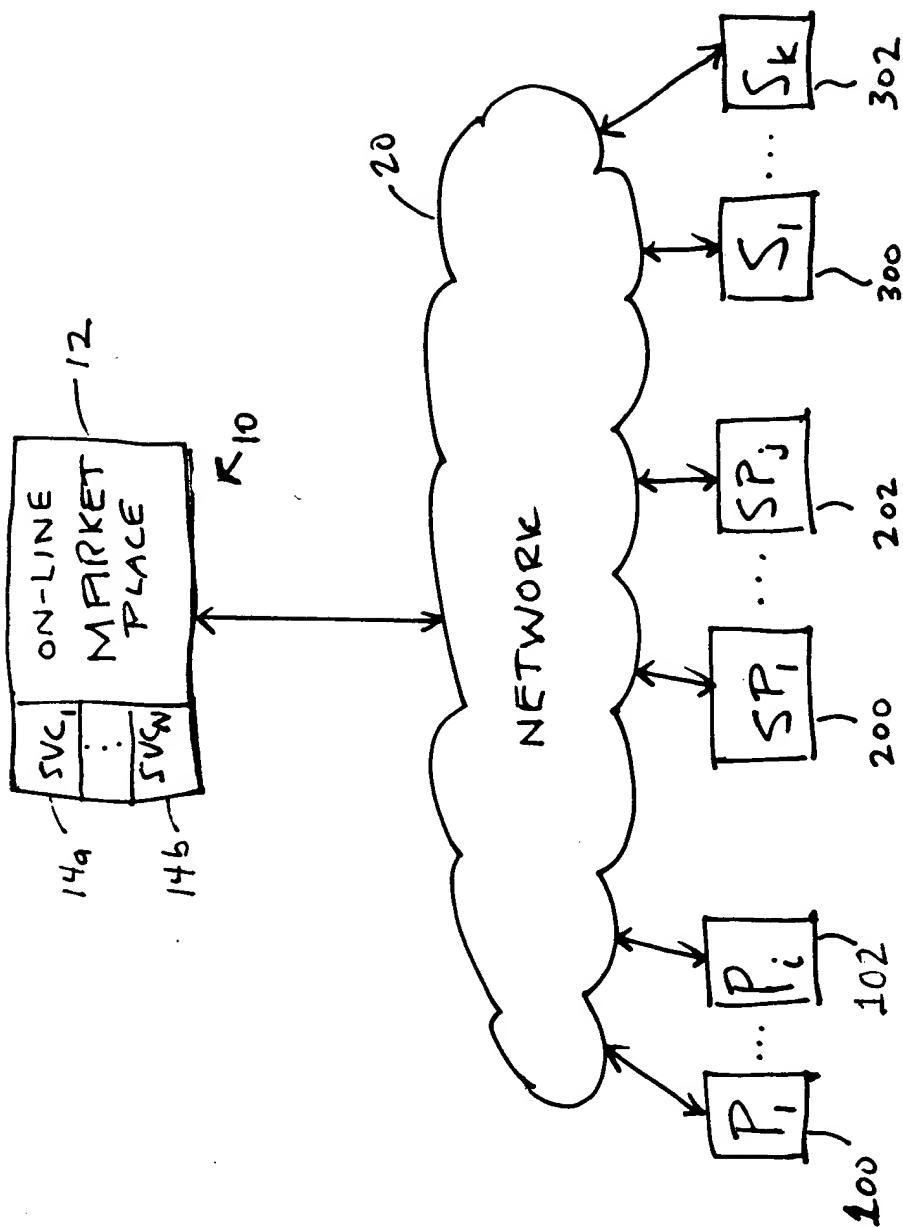 ON-LINE
MARKET
PLACE
12
SVC1
...
SVCN
14a
14b
10
NETWORK
20
P1 ... Pi
100
102
SP1 ... SPj
200
202
S1 ... Sk
300
302